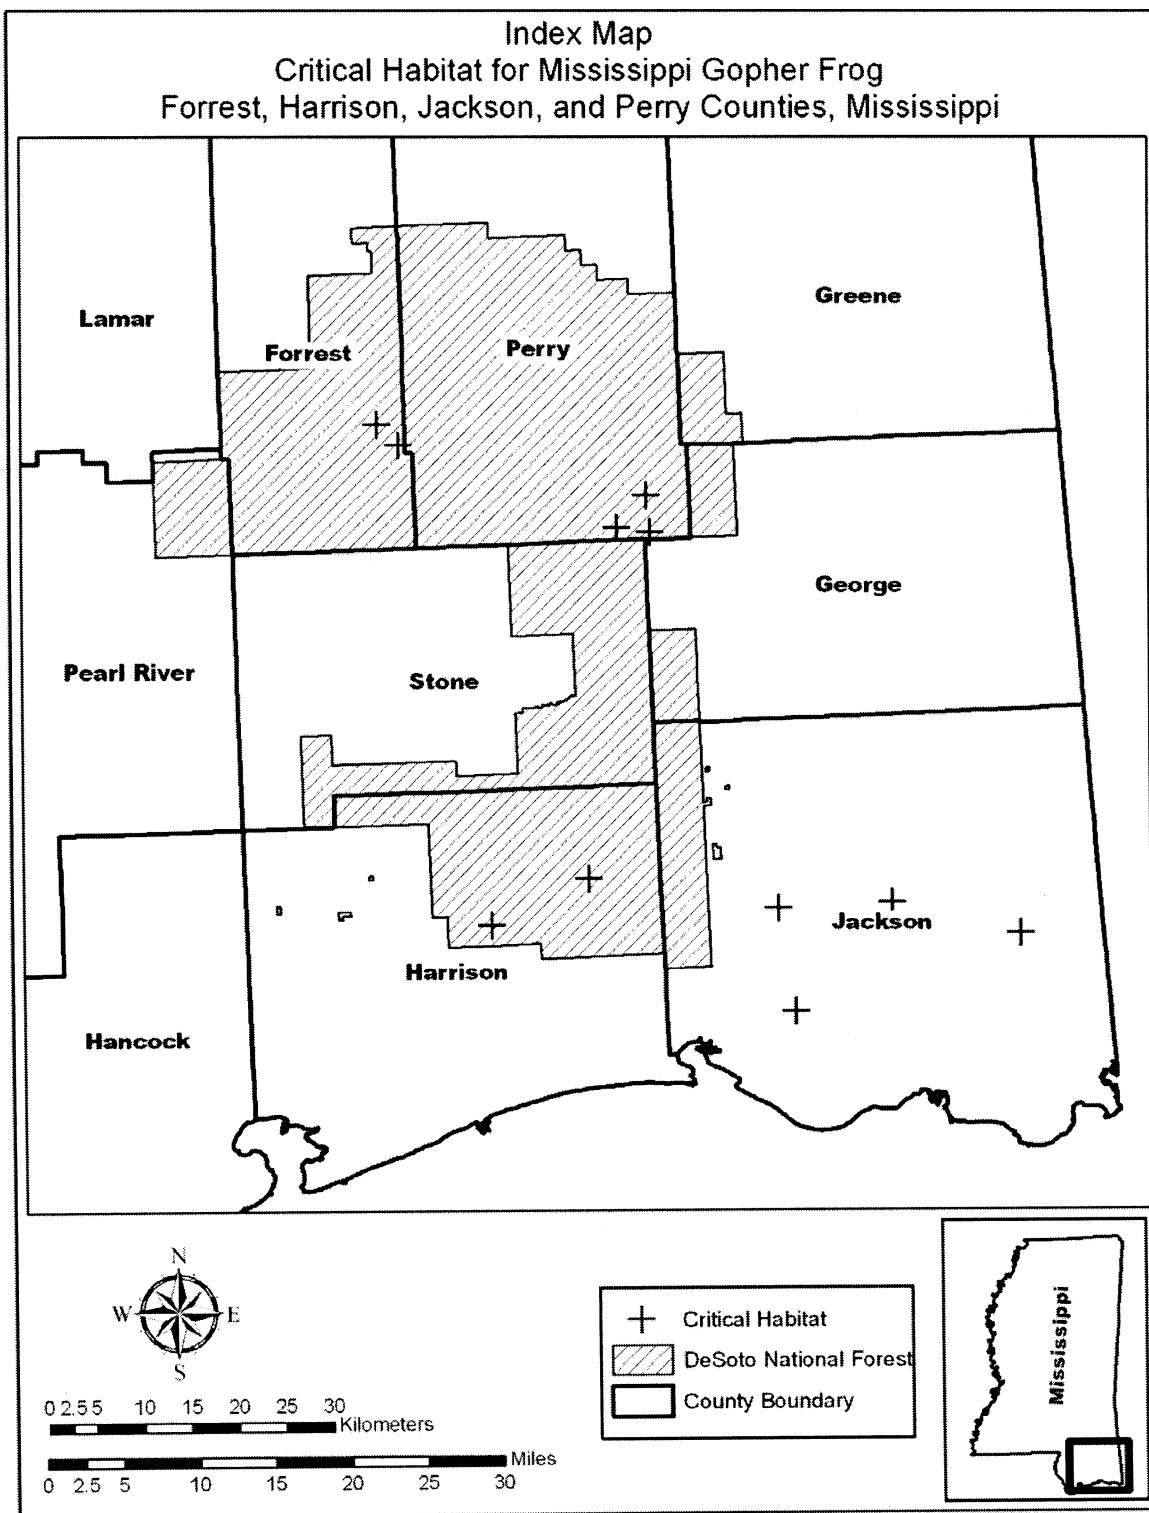 Index Map
Critical Habitat for Mississippi Gopher Frog
Forrest, Harrison, Jackson, and Perry Counties, Mississippi
Greene
Lamar
Forrest
Perry
George
Pearl River
Stone
Jackson
Harrison
Hancock
N
W E
S
0 2.5 5 10 15 20 25 30
Kilometers
Miles
0 2.5 5 10 15 20 25 30
Critical Habitat
DeSoto National Forest
County Boundary
Mississippi